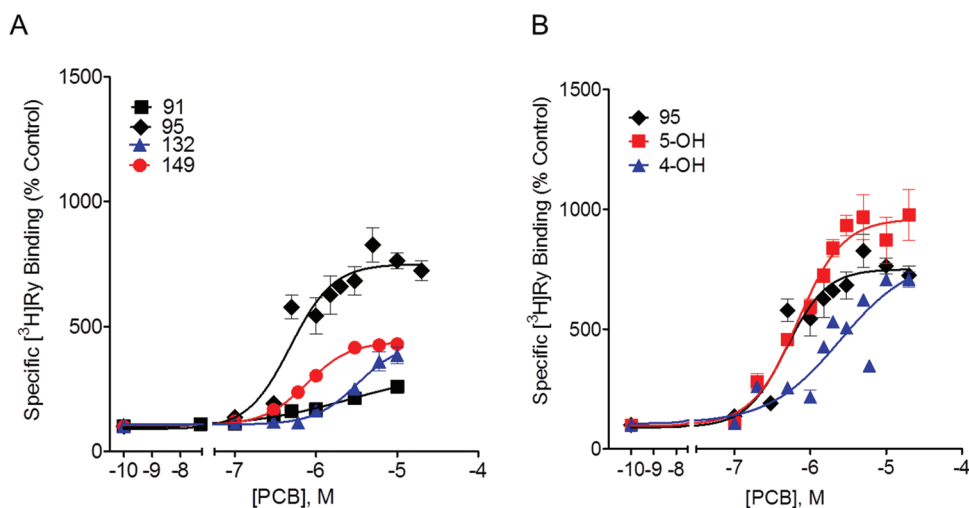 A
Specific [³H]Ry Binding (% Control)
1500
1000
500
0
91
95
132
149
-10 -9 -8 -7 -6 -5 -4
[PCB], M
B
Specific [³H]Ry Binding (% Control)
1500
1000
500
0
95
5-OH
4-OH
-10 -9 -8 -7 -6 -5 -4
[PCB], M